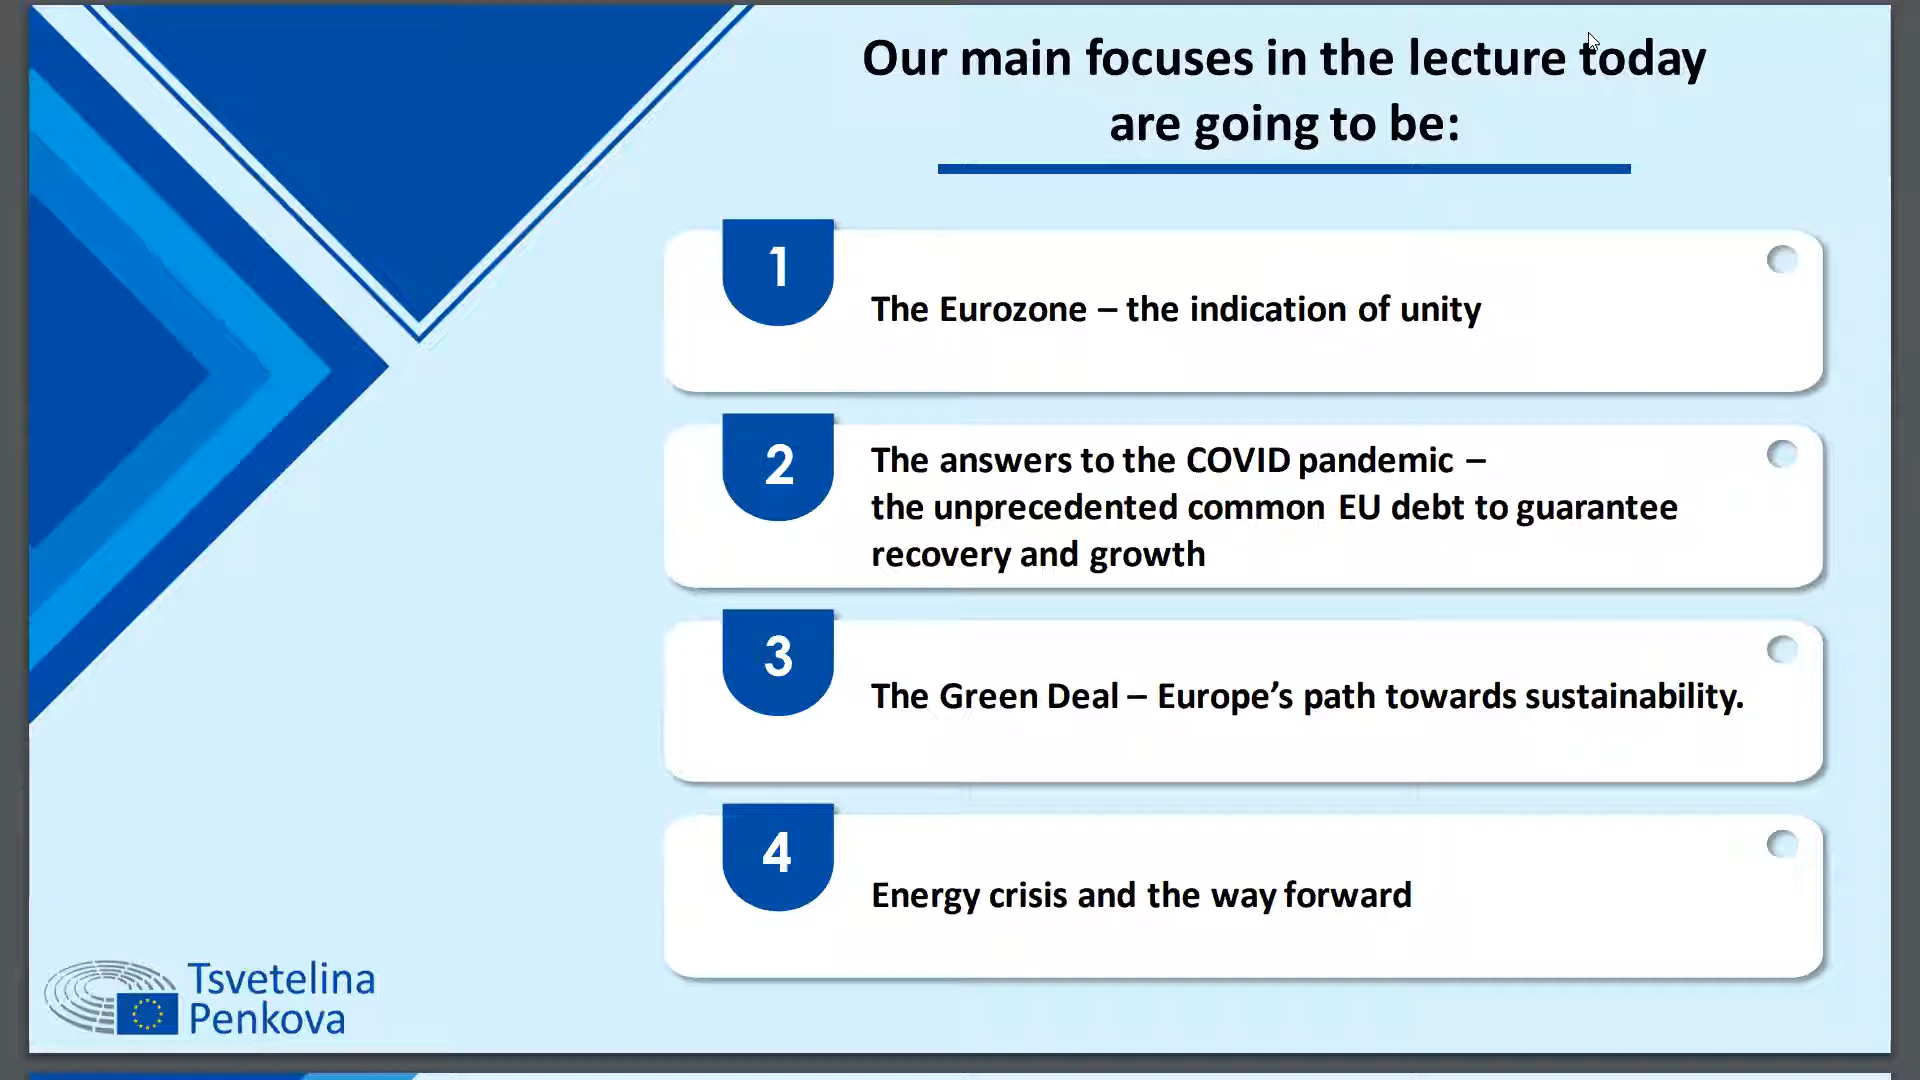 Our main focuses in the lecture today
are going to be:
1
The Eurozone – the indication of unity
2
The answers to the COVID pandemic –
the unprecedented common EU debt to guarantee
recovery and growth
3
The Green Deal – Europe’s path towards sustainability.
4
Energy crisis and the way forward
Tsvetelina
Penkova